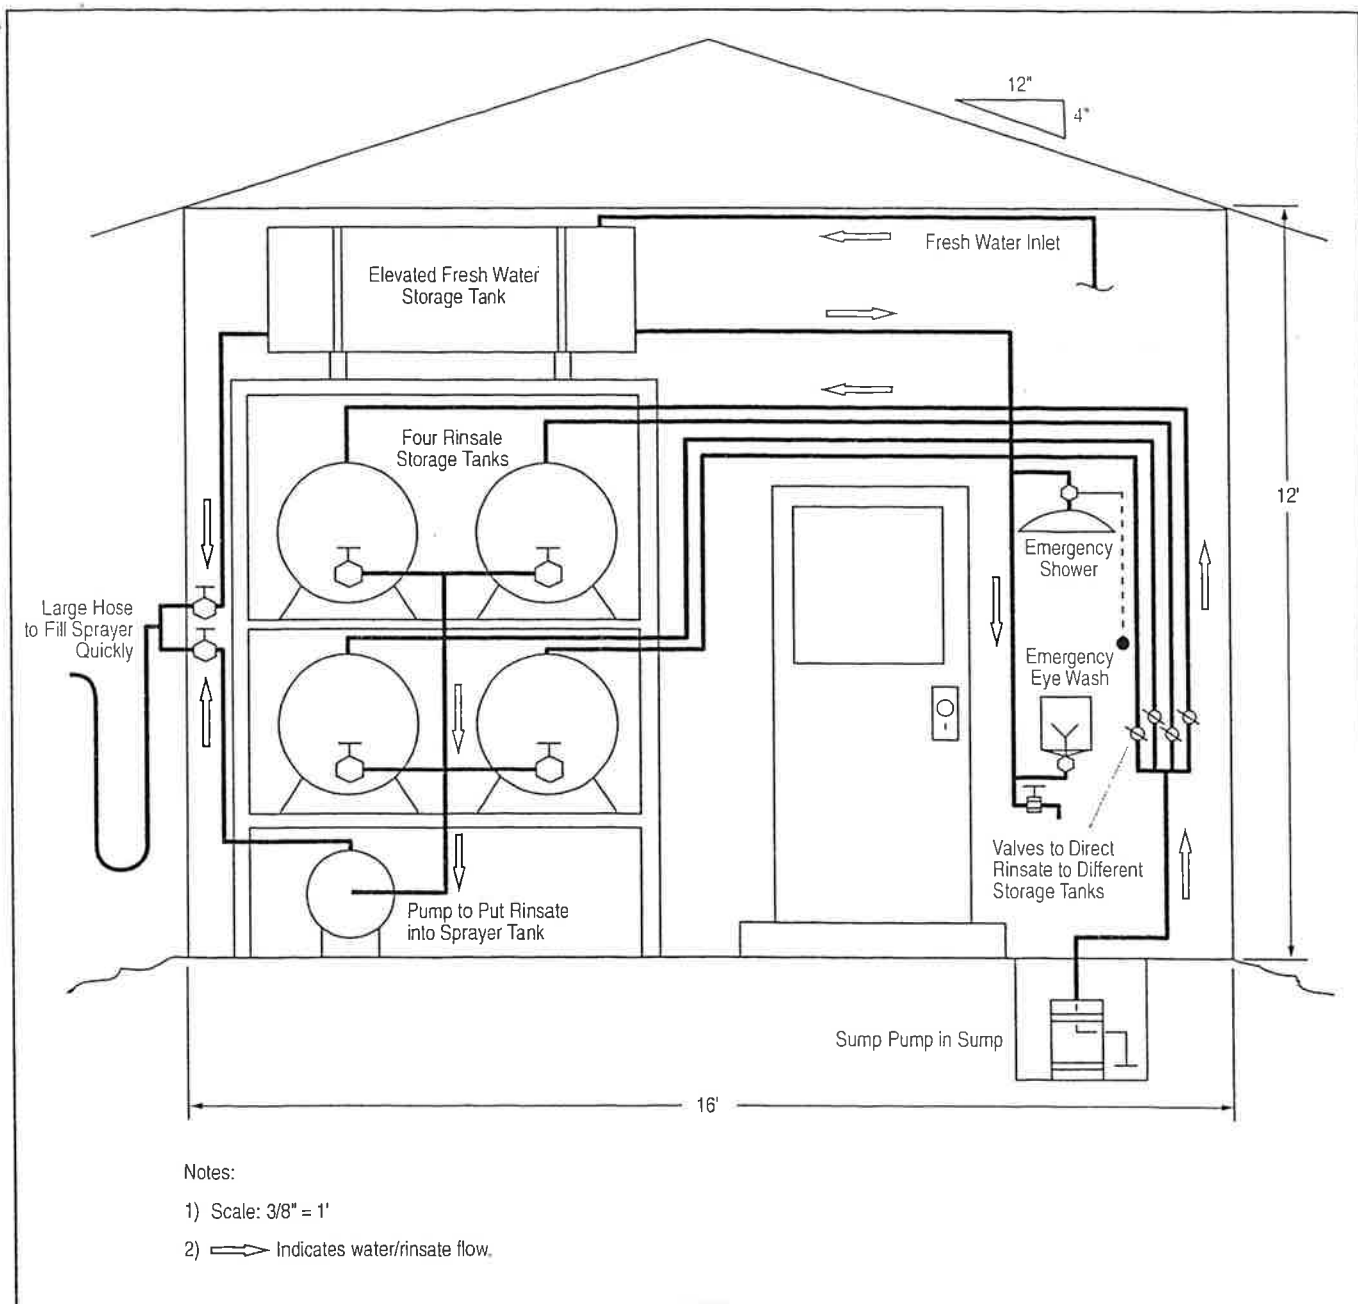 12"
4"
Fresh Water Inlet
Elevated Fresh Water
Storage Tank
Four Rinsate
Storage Tanks
12'
Emergency
Shower
Large Hose
to Fill Sprayer
Quickly
Emergency
Eye Wash
Valves to Direct
Rinsate to Different
Storage Tanks
Pump to Put Rinsate
into Sprayer Tank
Sump Pump in Sump
16'
Notes:
1) Scale: 3/8" = 1'
2) Indicates water/rinsate flow.